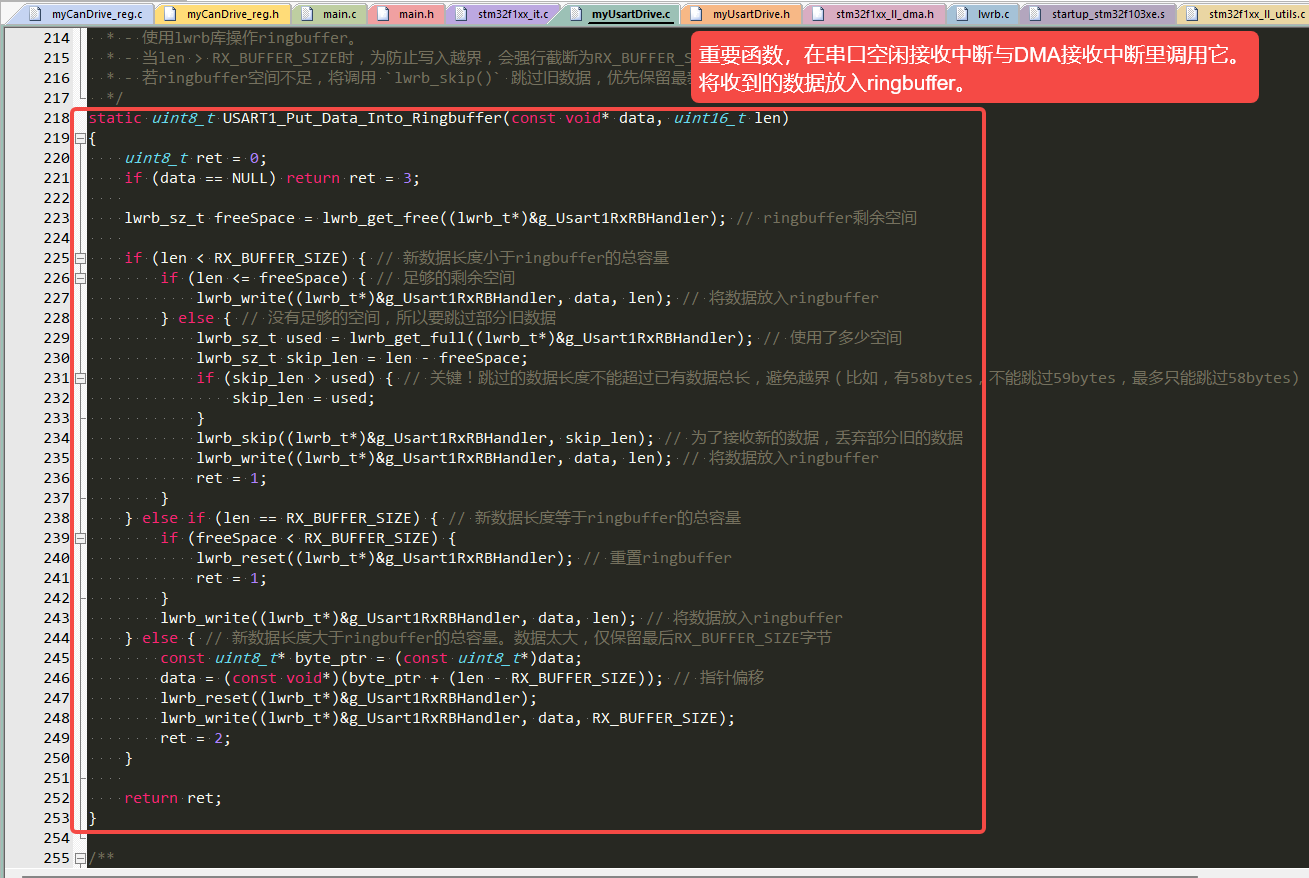 myCanDrive_reg.c myCanDrive_reg.h main.c main.h stm32f1xx_it.c myUsartDrive.c myUsartDrive.h stm32f1xx_ll_dma.h lwrb.c startup_stm32f103xe.s stm32f1xx_ll_utils.c
重要函数，在串口空闲接收中断与DMA接收中断里调用它。
将收到的数据放入ringbuffer。
214 * - 使用lwrb库操作ringbuffer。
215 * - 当len > RX_BUFFER_SIZE时，为防止写入越界，会强行截断为RX_BUFFER_S
216 * - 若ringbuffer空间不足，将调用 `lwrb_skip()` 跳过旧数据，优先保留最
217 */
218 static uint8_t USART1_Put_Data_Into_Ringbuffer(const void* data, uint16_t len)
219 {
220 uint8_t ret = 0;
221 if (data == NULL) return ret = 3;
222
223 lwrb_sz_t freeSpace = lwrb_get_free((lwrb_t*)&g_Usart1RxRBHandler); // ringbuffer剩余空间
224
225 if (len < RX_BUFFER_SIZE) { // 新数据长度小于ringbuffer的总容量
226 if (len <= freeSpace) { // 足够的剩余空间
227 lwrb_write((lwrb_t*)&g_Usart1RxRBHandler, data, len); // 将数据放入ringbuffer
228 } else { // 没有足够的空间，所以要跳过部分旧数据
229 lwrb_sz_t used = lwrb_get_full((lwrb_t*)&g_Usart1RxRBHandler); // 使用了多少空间
230 lwrb_sz_t skip_len = len - freeSpace;
231 if (skip_len > used) { // 关键！跳过的数据长度不能超过已有数据总长，避免越界（比如，有58bytes，不能跳过59bytes，最多只能跳过58bytes）
232 skip_len = used;
233 }
234 lwrb_skip((lwrb_t*)&g_Usart1RxRBHandler, skip_len); // 为了接收新的数据，丢弃部分旧的数据
235 lwrb_write((lwrb_t*)&g_Usart1RxRBHandler, data, len); // 将数据放入ringbuffer
236 ret = 1;
237 }
238 } else if (len == RX_BUFFER_SIZE) { // 新数据长度等于ringbuffer的总容量
239 if (freeSpace < RX_BUFFER_SIZE) {
240 lwrb_reset((lwrb_t*)&g_Usart1RxRBHandler); // 重置ringbuffer
241 ret = 1;
242 }
243 lwrb_write((lwrb_t*)&g_Usart1RxRBHandler, data, len); // 将数据放入ringbuffer
244 } else { // 新数据长度大于ringbuffer的总容量。数据太大，仅保留最后RX_BUFFER_SIZE字节
245 const uint8_t* byte_ptr = (const uint8_t*)data;
246 data = (const void*)(byte_ptr + (len - RX_BUFFER_SIZE)); // 指针偏移
247 lwrb_reset((lwrb_t*)&g_Usart1RxRBHandler);
248 lwrb_write((lwrb_t*)&g_Usart1RxRBHandler, data, RX_BUFFER_SIZE);
249 ret = 2;
250 }
251
252 return ret;
253 }
254
255 /**